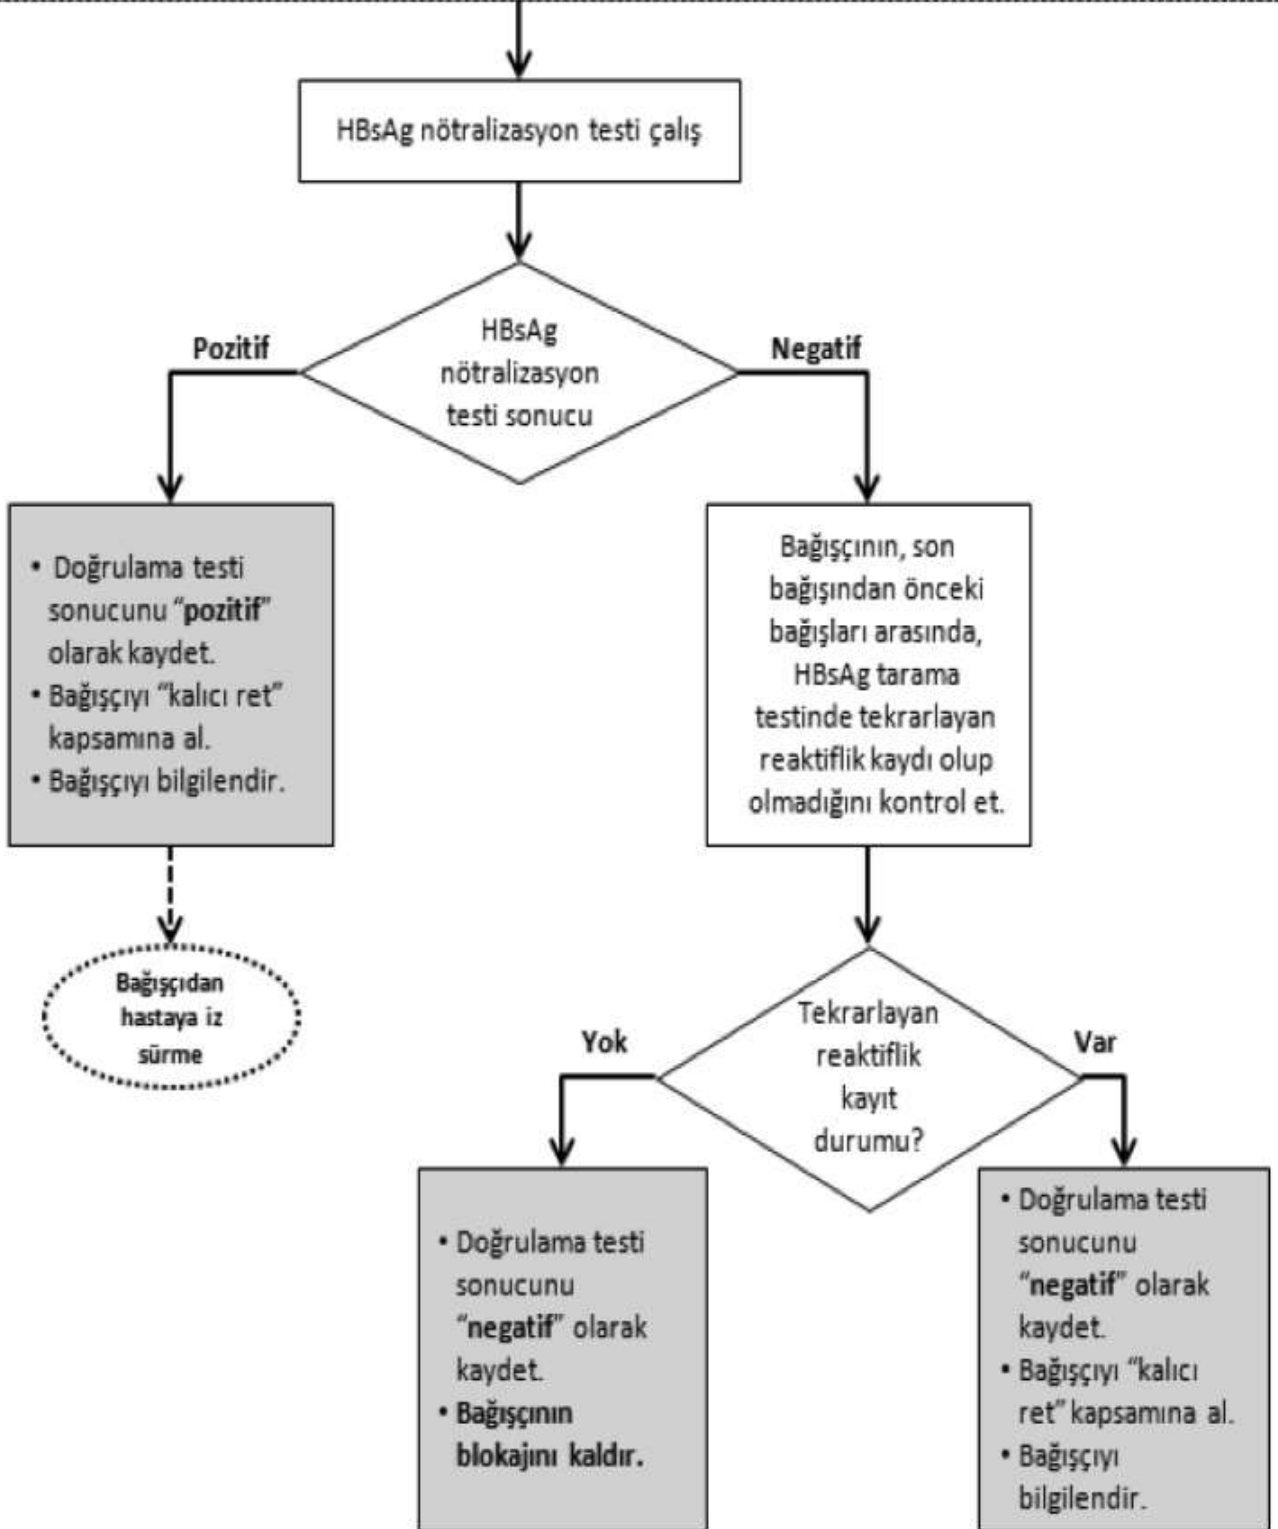 HBsAg nötralizasyon testi çalış
HBsAg
nötralizasyon
testi sonucu
Pozitif
Negatif
• Doğrulama testi
sonucunu “pozitif”
olarak kaydet.
• Bağışçıyı “kalıcı ret”
kapsamına al.
• Bağışçıyı bilgilendir.
Bağışçının, son
bağışından önceki
bağışları arasında,
HBsAg tarama
testinde tekrarlayan
reaktiflik kaydı olup
olmadığını kontrol et.
Bağışçıdan
hastaya iz
sürme
Tekrarlayan
reaktiflik
kayıt
durumu?
Yok
Var
• Doğrulama testi
sonucunu
“negatif” olarak
kaydet.
• Bağışçının
blokajını kaldır.
• Doğrulama testi
sonucunu
“negatif” olarak
kaydet.
• Bağışçıyı “kalıcı
ret” kapsamına al.
• Bağışçıyı
bilgilendir.